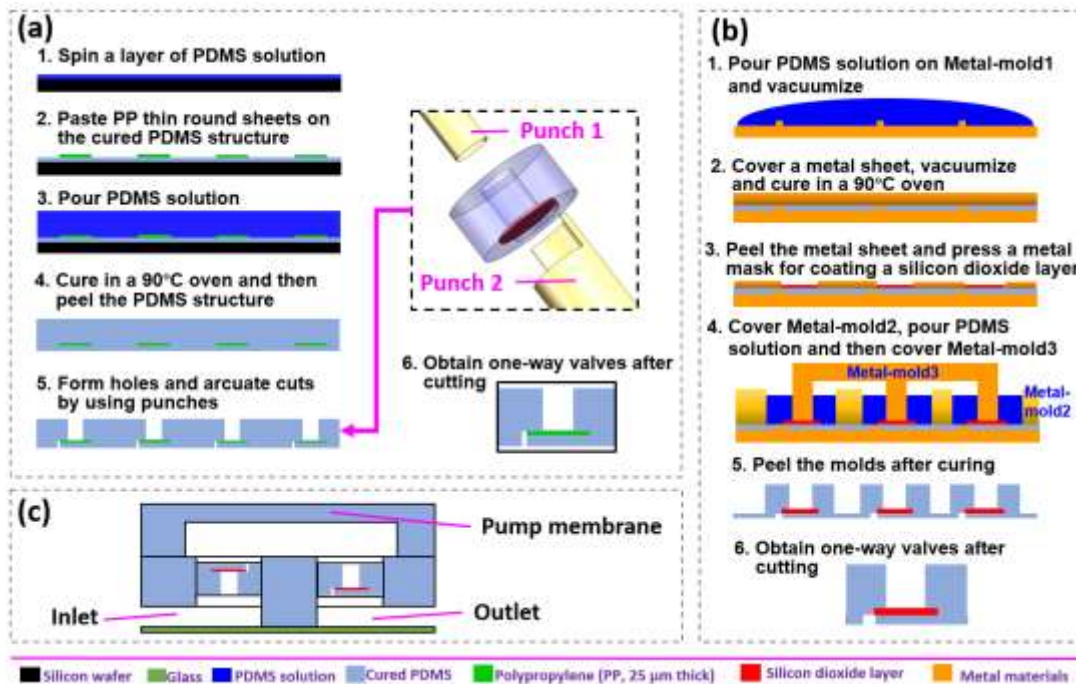 (a)
1. Spin a layer of PDMS solution
2. Paste PP thin round sheets on
the cured PDMS structure
3. Pour PDMS solution
4. Cure in a 90°C oven and then
peel the PDMS structure
5. Form holes and arcuate cuts
by using punches
Punch 1
Punch 2
6. Obtain one-way valves after
cutting
(b)
1. Pour PDMS solution on Metal-mold1
and vacuumize
2. Cover a metal sheet, vacuumize
and cure in a 90°C oven
3. Peel the metal sheet and press a metal
mask for coating a silicon dioxide layer
4. Cover Metal-mold2, pour PDMS
solution and then cover Metal-mold3
Metal-mold3
Metal-
mold2
5. Peel the molds after curing
6. Obtain one-way valves after
cutting
(c)
Pump membrane
Inlet
Outlet
Silicon wafer
Glass
PDMS solution
Cured PDMS
Polypropylene (PP, 25 μm thick)
Silicon dioxide layer
Metal materials